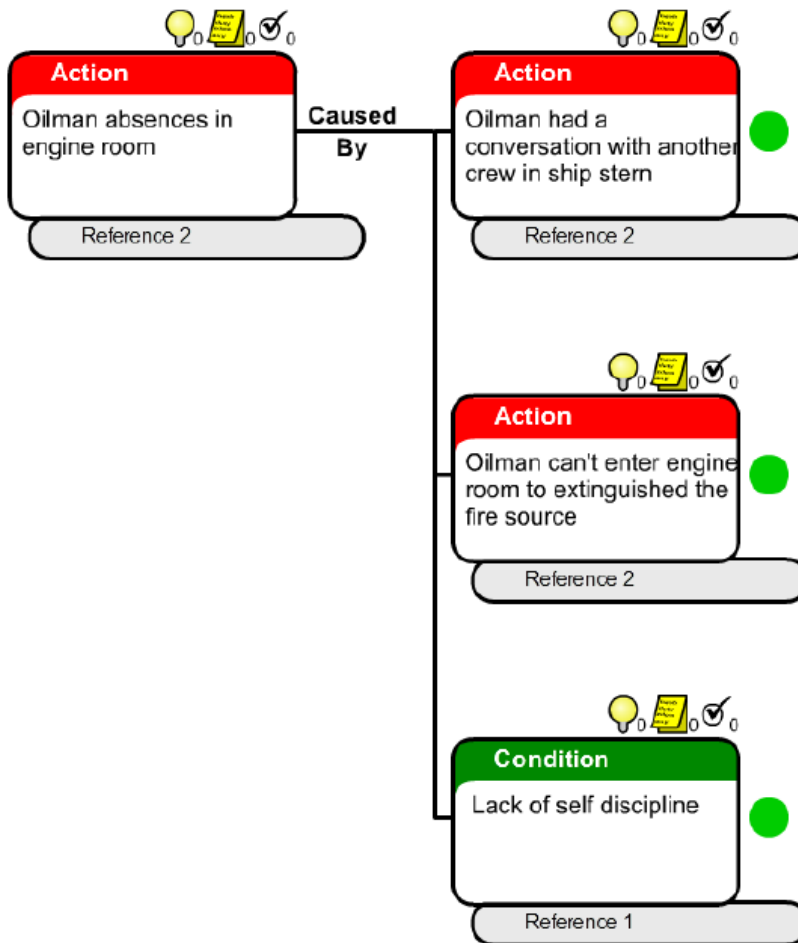 0 0 0
Action
Oilman absences in
engine room
Reference 2
Caused
By
0 0 0
Action
Oilman had a
conversation with another
crew in ship stern
Reference 2
0 0 0
Action
Oilman can't enter engine
room to extinguished the
fire source
Reference 2
0 0 0
Condition
Lack of self discipline
Reference 1